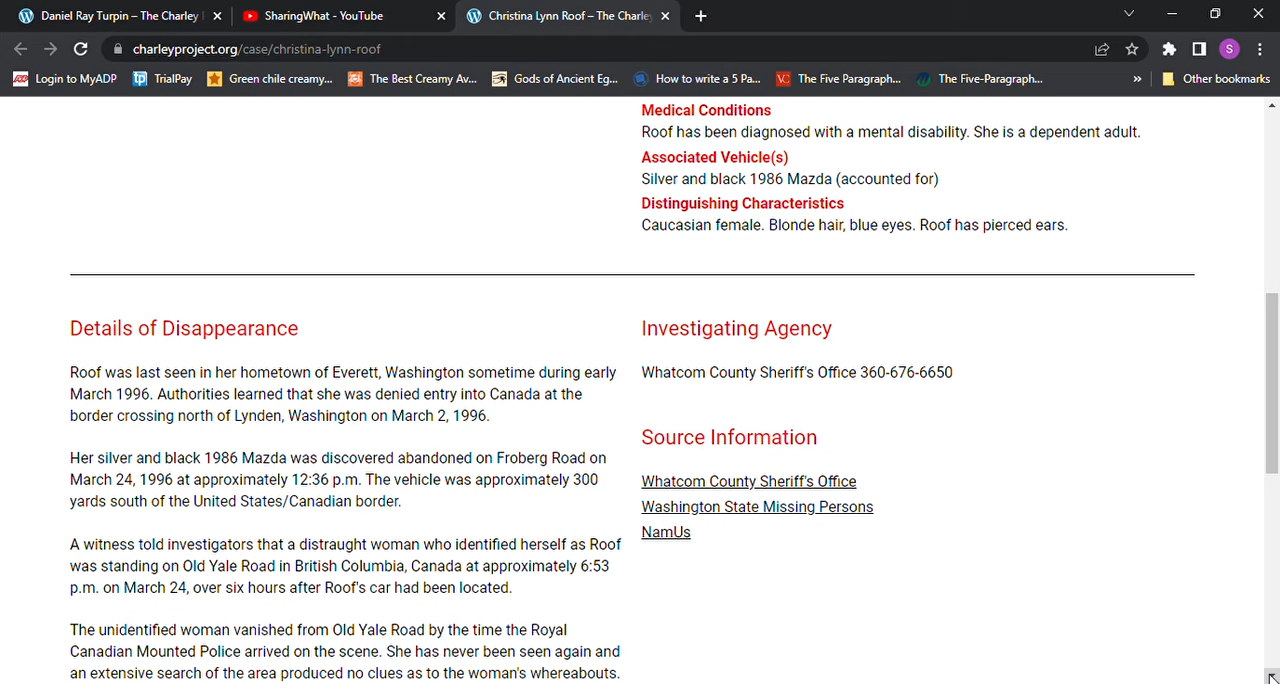 Daniel Ray Turpin – The Charley
SharingWhat - YouTube
Christina Lynn Roof – The Charley
charleyproject.org/case/christina-lynn-roof
S
ADP
Login to MyADP
tp
TrialPay
Green chile creamy...
The Best Creamy Av...
Gods of Ancient Eg...
How to write a 5 Pa...
VC
The Five Paragraph...
The Five-Paragraph...
»
Other bookmarks
Medical Conditions
Roof has been diagnosed with a mental disability. She is a dependent adult.
Associated Vehicle(s)
Silver and black 1986 Mazda (accounted for)
Distinguishing Characteristics
Caucasian female. Blonde hair, blue eyes. Roof has pierced ears.
Details of Disappearance
Roof was last seen in her hometown of Everett, Washington sometime during early
March 1996. Authorities learned that she was denied entry into Canada at the
border crossing north of Lynden, Washington on March 2, 1996.
Her silver and black 1986 Mazda was discovered abandoned on Froberg Road on
March 24, 1996 at approximately 12:36 p.m. The vehicle was approximately 300
yards south of the United States/Canadian border.
A witness told investigators that a distraught woman who identified herself as Roof
was standing on Old Yale Road in British Columbia, Canada at approximately 6:53
p.m. on March 24, over six hours after Roof's car had been located.
The unidentified woman vanished from Old Yale Road by the time the Royal
Canadian Mounted Police arrived on the scene. She has never been seen again and
an extensive search of the area produced no clues as to the woman's whereabouts.
Investigating Agency
Whatcom County Sheriff's Office 360-676-6650
Source Information
Whatcom County Sheriff's Office
Washington State Missing Persons
NamUs